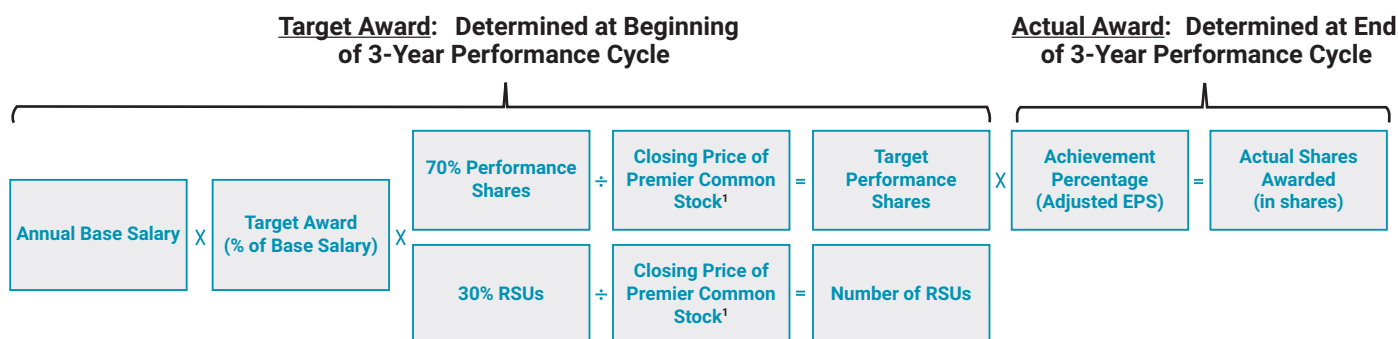 Target Award: Determined at Beginning
of 3-Year Performance Cycle
Actual Award: Determined at End
of 3-Year Performance Cycle
Annual Base Salary
X
Target Award
(% of Base Salary)
X
70% Performance
Shares
÷
Closing Price of
Premier Common
Stock¹
=
Target
Performance
Shares
X
Achievement
Percentage
(Adjusted EPS)
=
Actual Shares
Awarded
(in shares)
30% RSUs
÷
Closing Price of
Premier Common
Stock¹
=
Number of RSUs